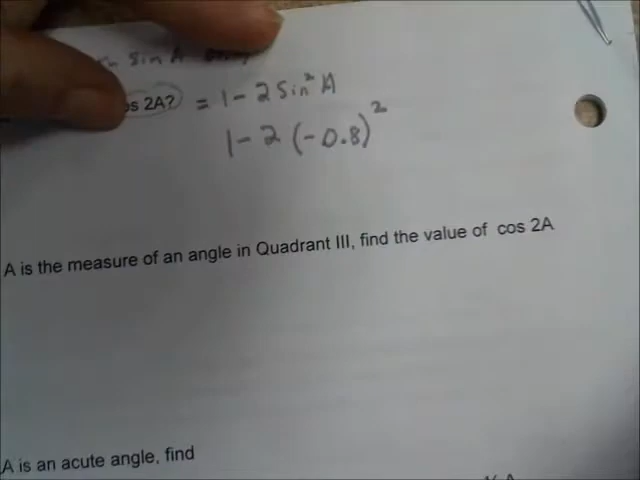 sin A
os 2A? = 1 - 2 sin² A
1 - 2 (-0.8)²
A is the measure of an angle in Quadrant III, find the value of cos 2A
A is an acute angle, find